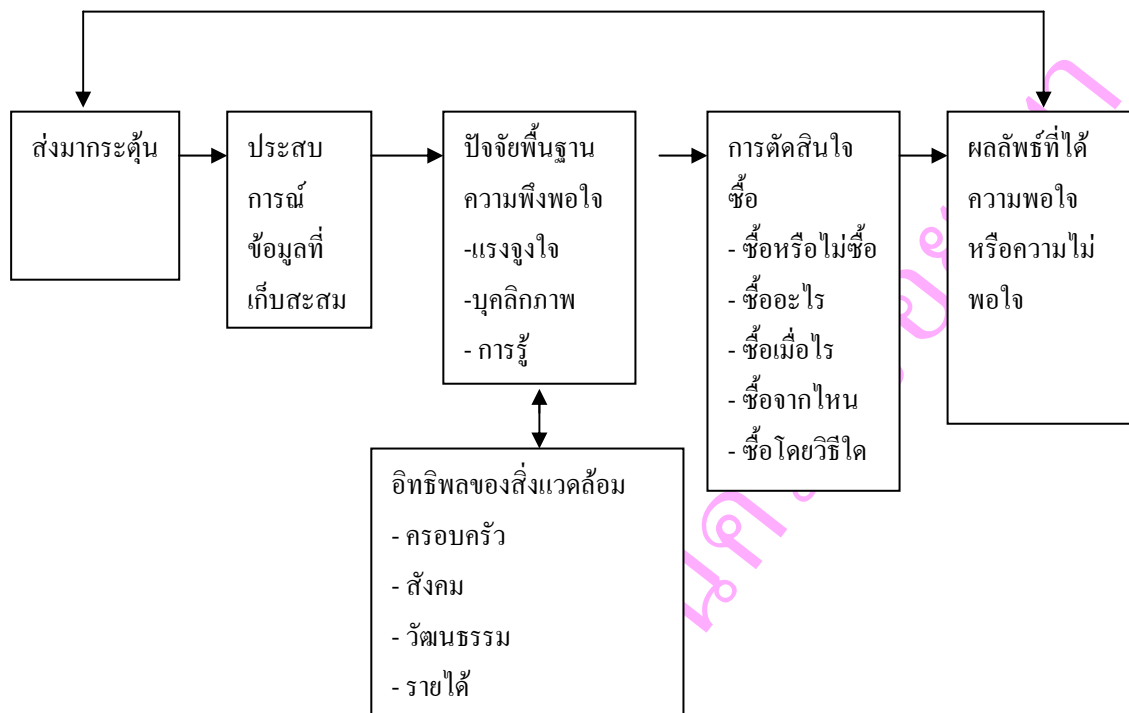 ส่งมากระตุ้น
ประสบ
การณ์
ข้อมูลที่
เก็บสะสม
ปัจจัยพื้นฐาน
ความพึงพอใจ
-แรงจูงใจ
-บุคลิกภาพ
- การรู้
การตัดสินใจ
ซื้อ
- ซื้อหรือไม่ซื้อ
- ซื้ออะไร
- ซื้อเมื่อไร
- ซื้อจากไหน
- ซื้อโดยวิธีใด
ผลลัพธ์ที่ได้
ความพอใจ
หรือความไม่
พอใจ
อิทธิพลของสิ่งแวดล้อม
- ครอบครัว
- สังคม
- วัฒนธรรม
- รายได้